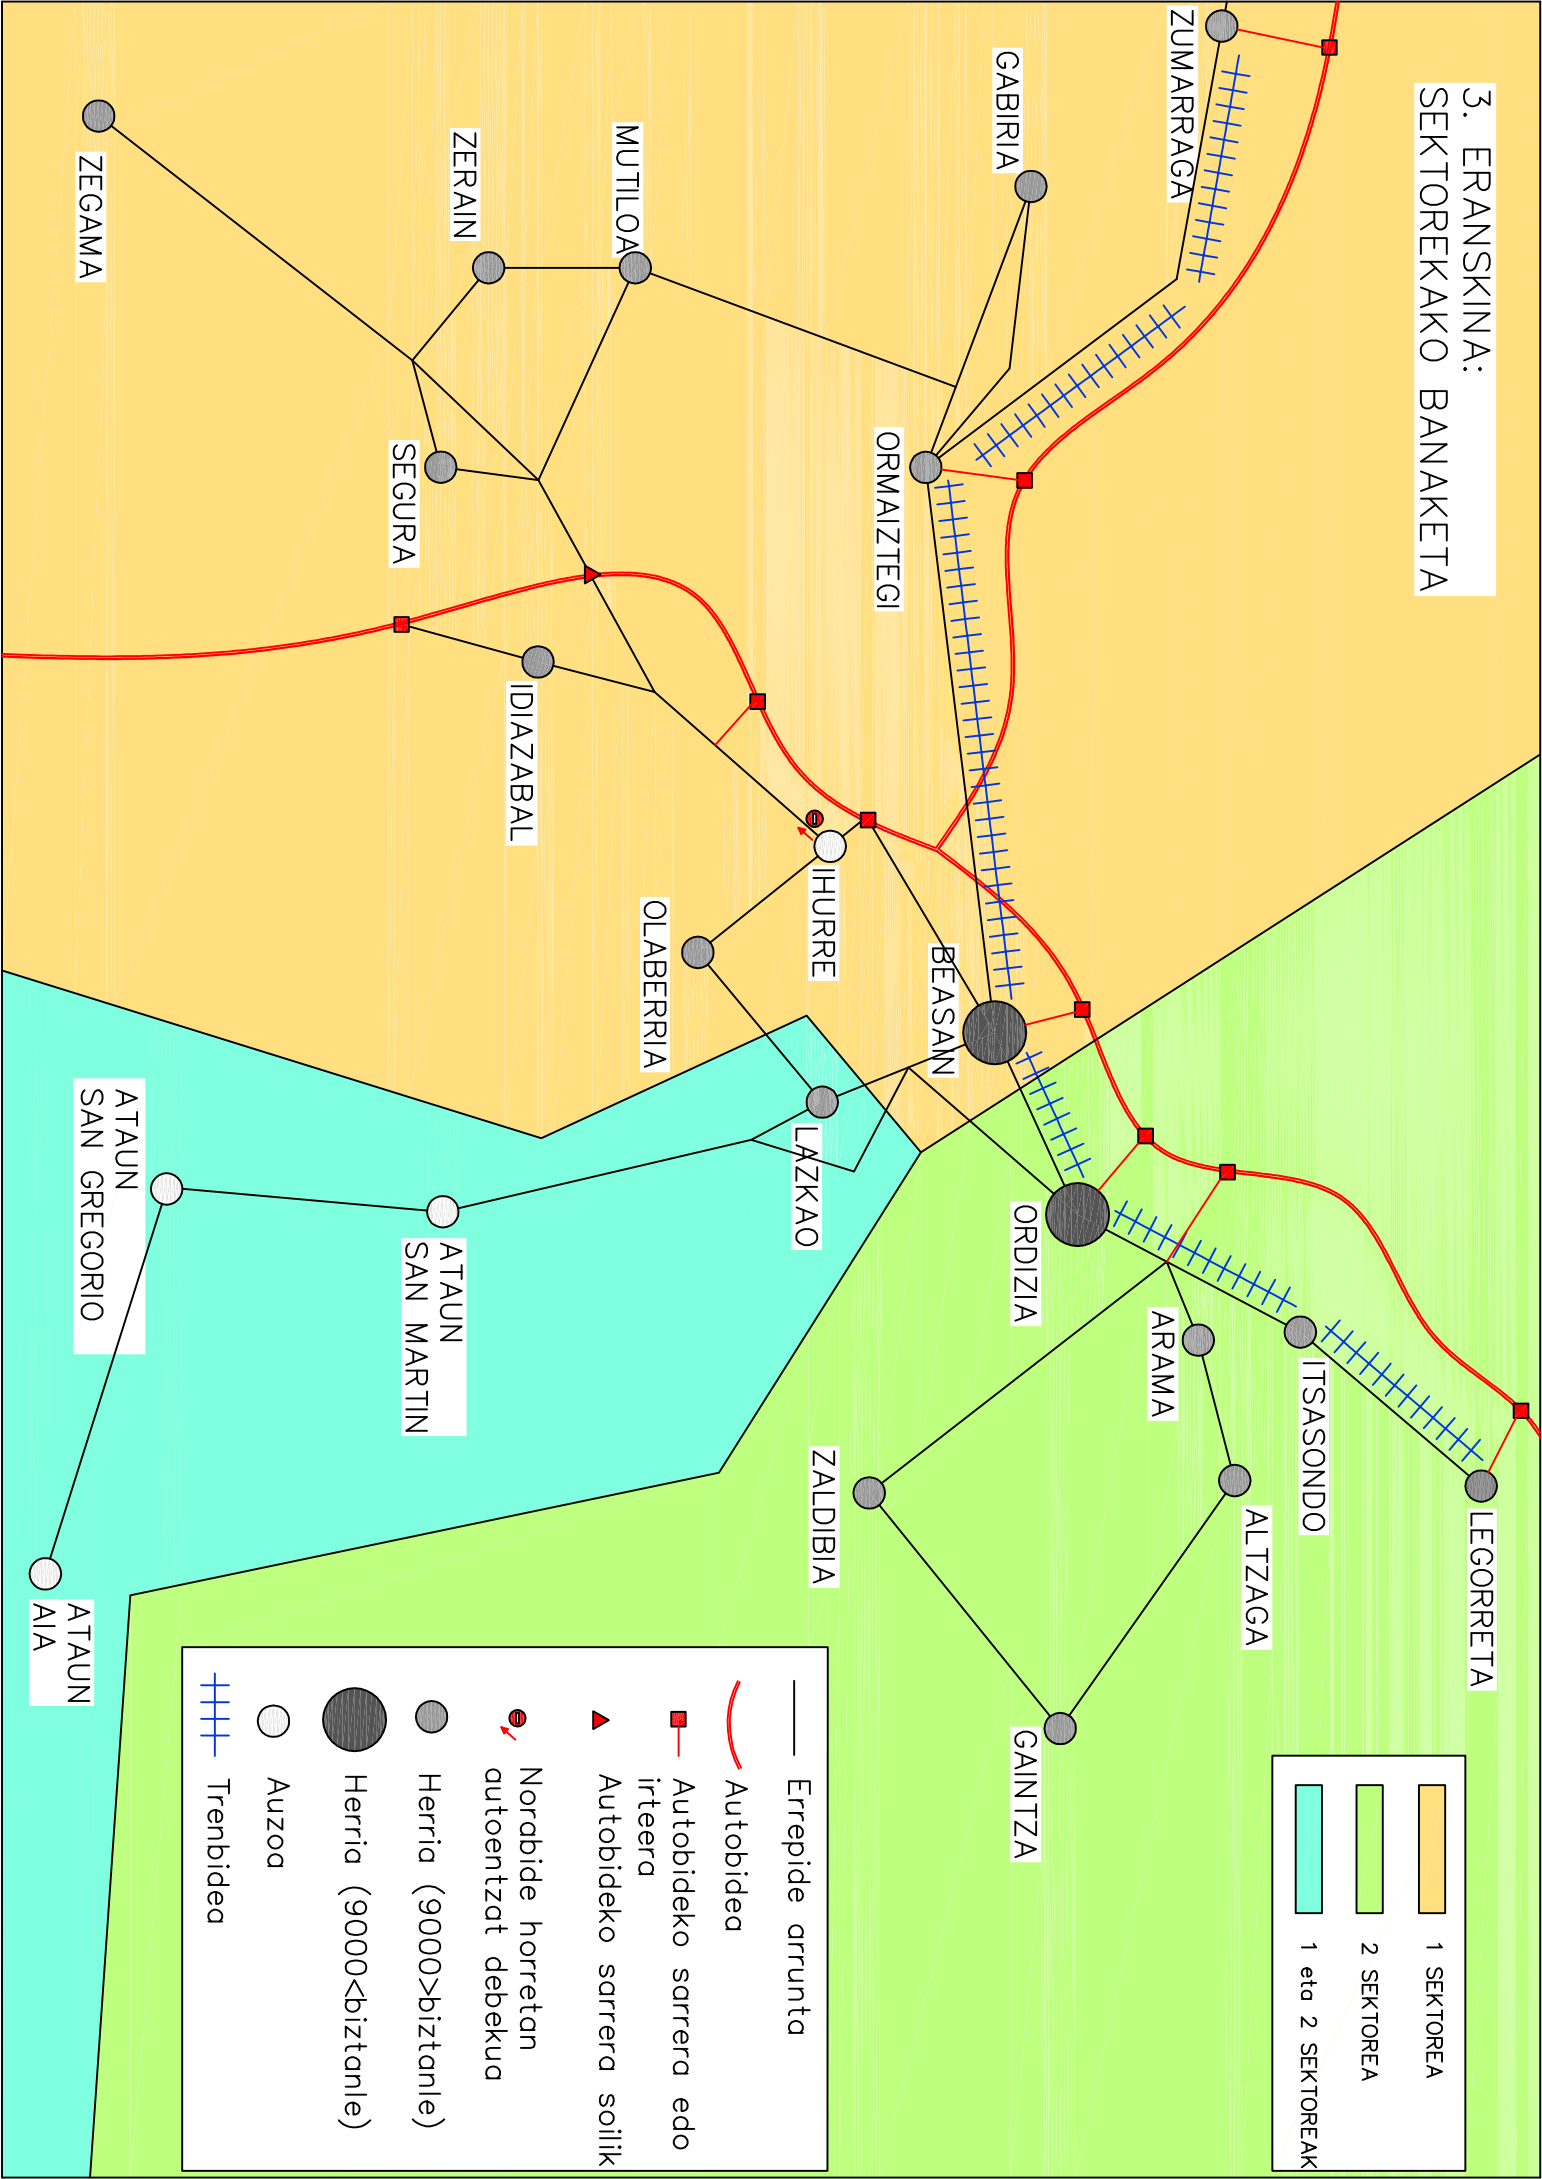 3. ERANSKINA:
SEKTOREKAKO BANAKETA
ZUMARRAGA
GABIRIA
MUTILOA
ZERAIN
ZEGAMA
ORMAIZTEGI
SEGURA
IDIAZABAL
IHURRE
OLABERRIA
BEASAIN
LAZKAO
ORDIZIA
ATAUN
SAN GREGORIO
ATAUN
SAN MARTIN
ATAUN
AIA
ARAMA
ITSASONDO
LEGORRETA
ALTZAGA
ZALDIBIA
GAINTZA
1 SEKTOREA
2 SEKTOREA
1 eta 2 SEKTOREAK
Errepide arrunta
Autobidea
Autobideko sarrera edo
irteera
Autobideko sarrera soilik
Norabide horretan
autoentzat debekua
Herria (9000>biztanle)
Herria (9000<biztanle)
Auzoa
Trenbidea